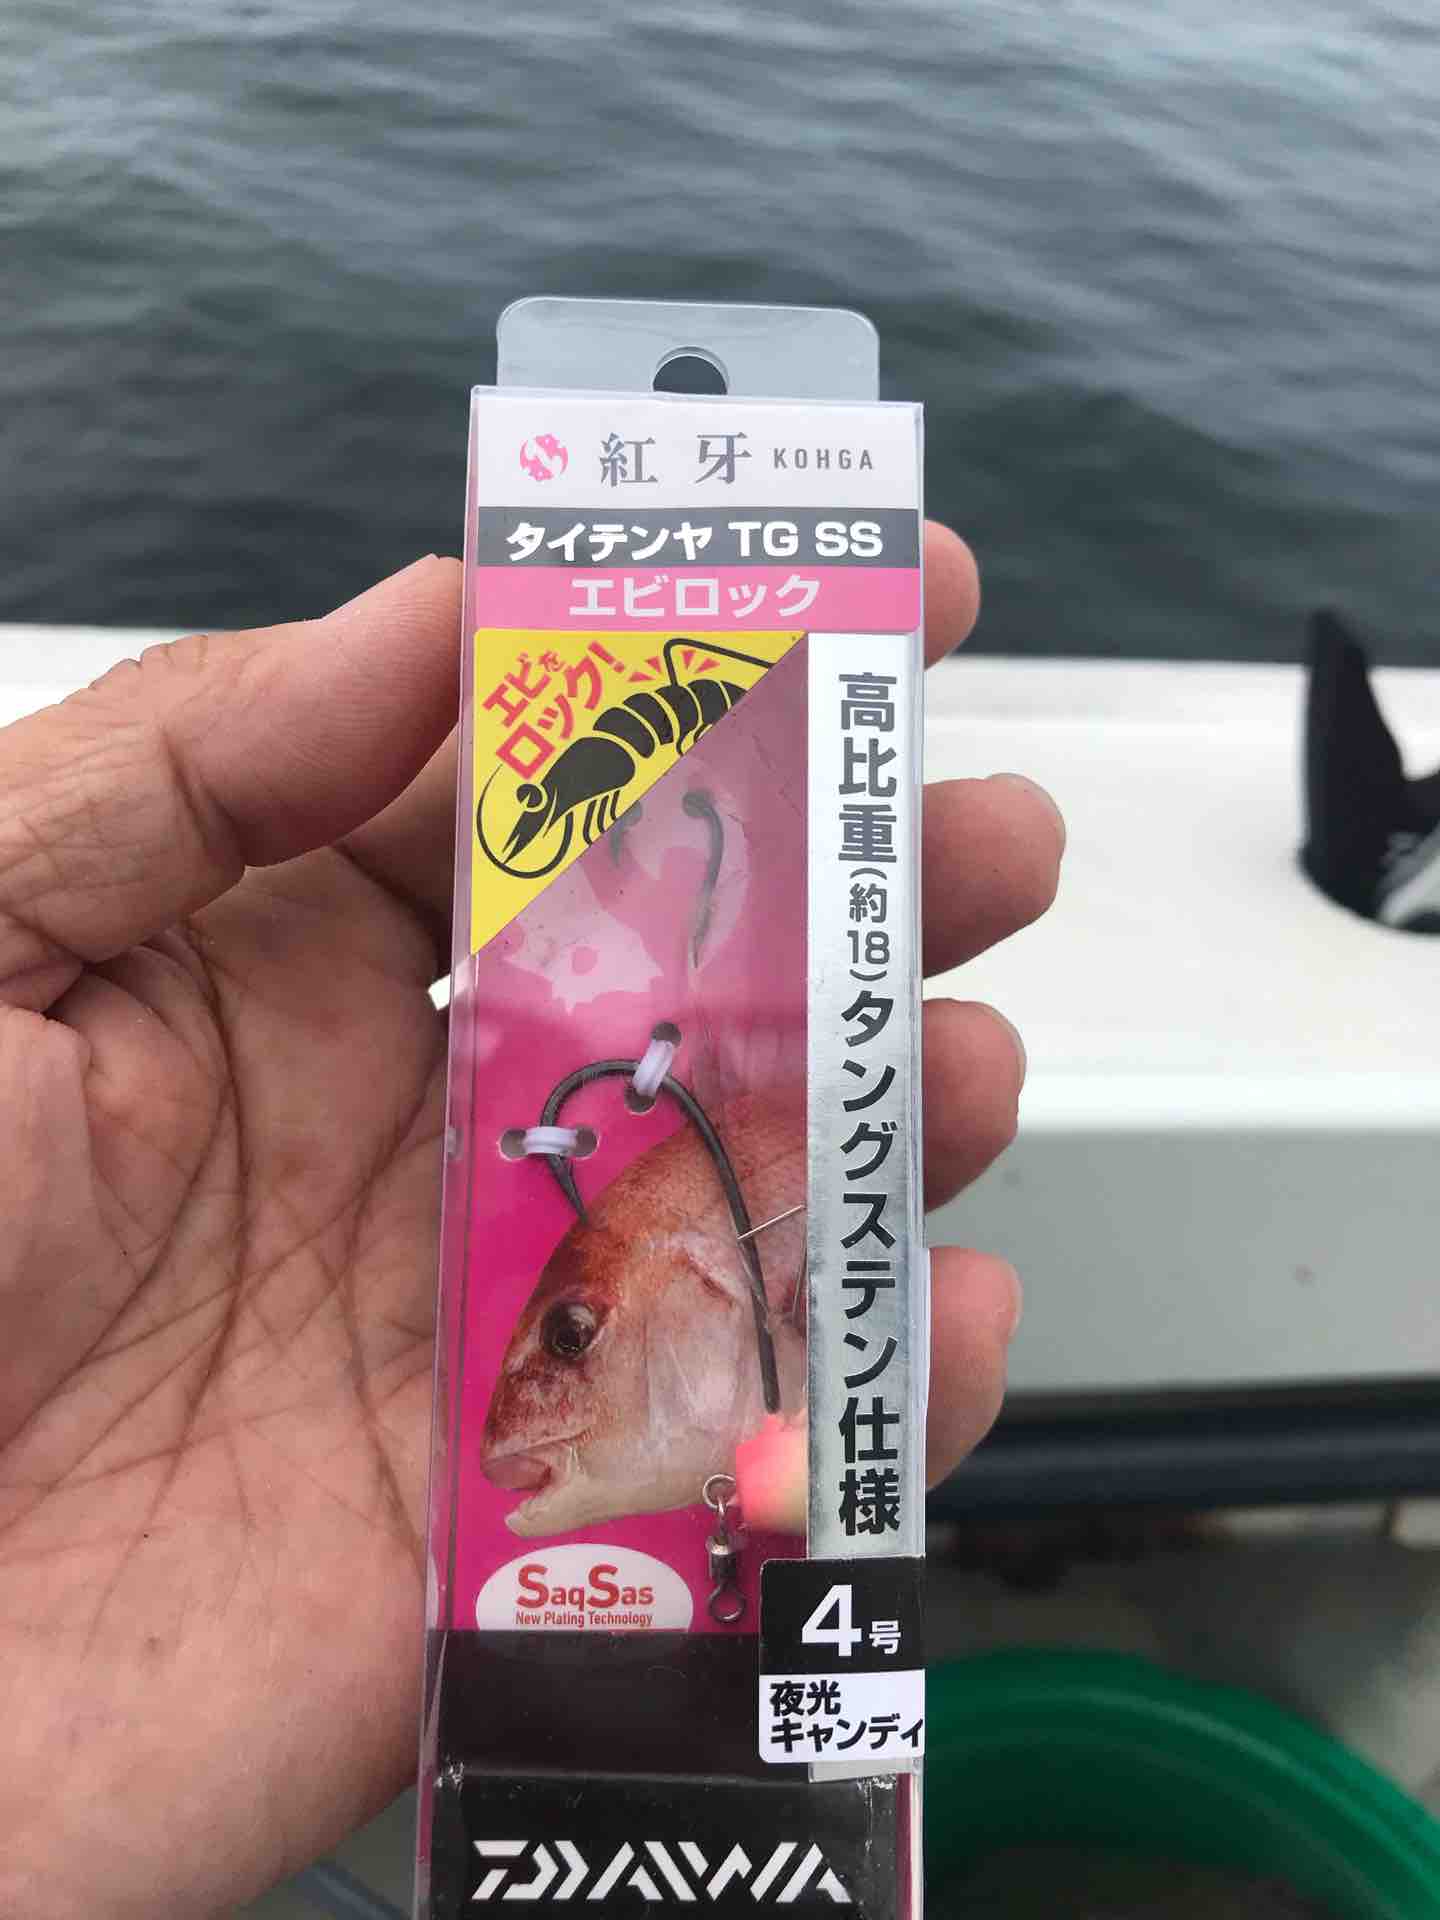 紅牙 KOHGA
タイテンヤ TG SS
エビロック
エビを
ロック!
高比重(約18)タングステン仕様
SaqSas
New Plating Technology
4号
夜光
キャンディ
DAIWA